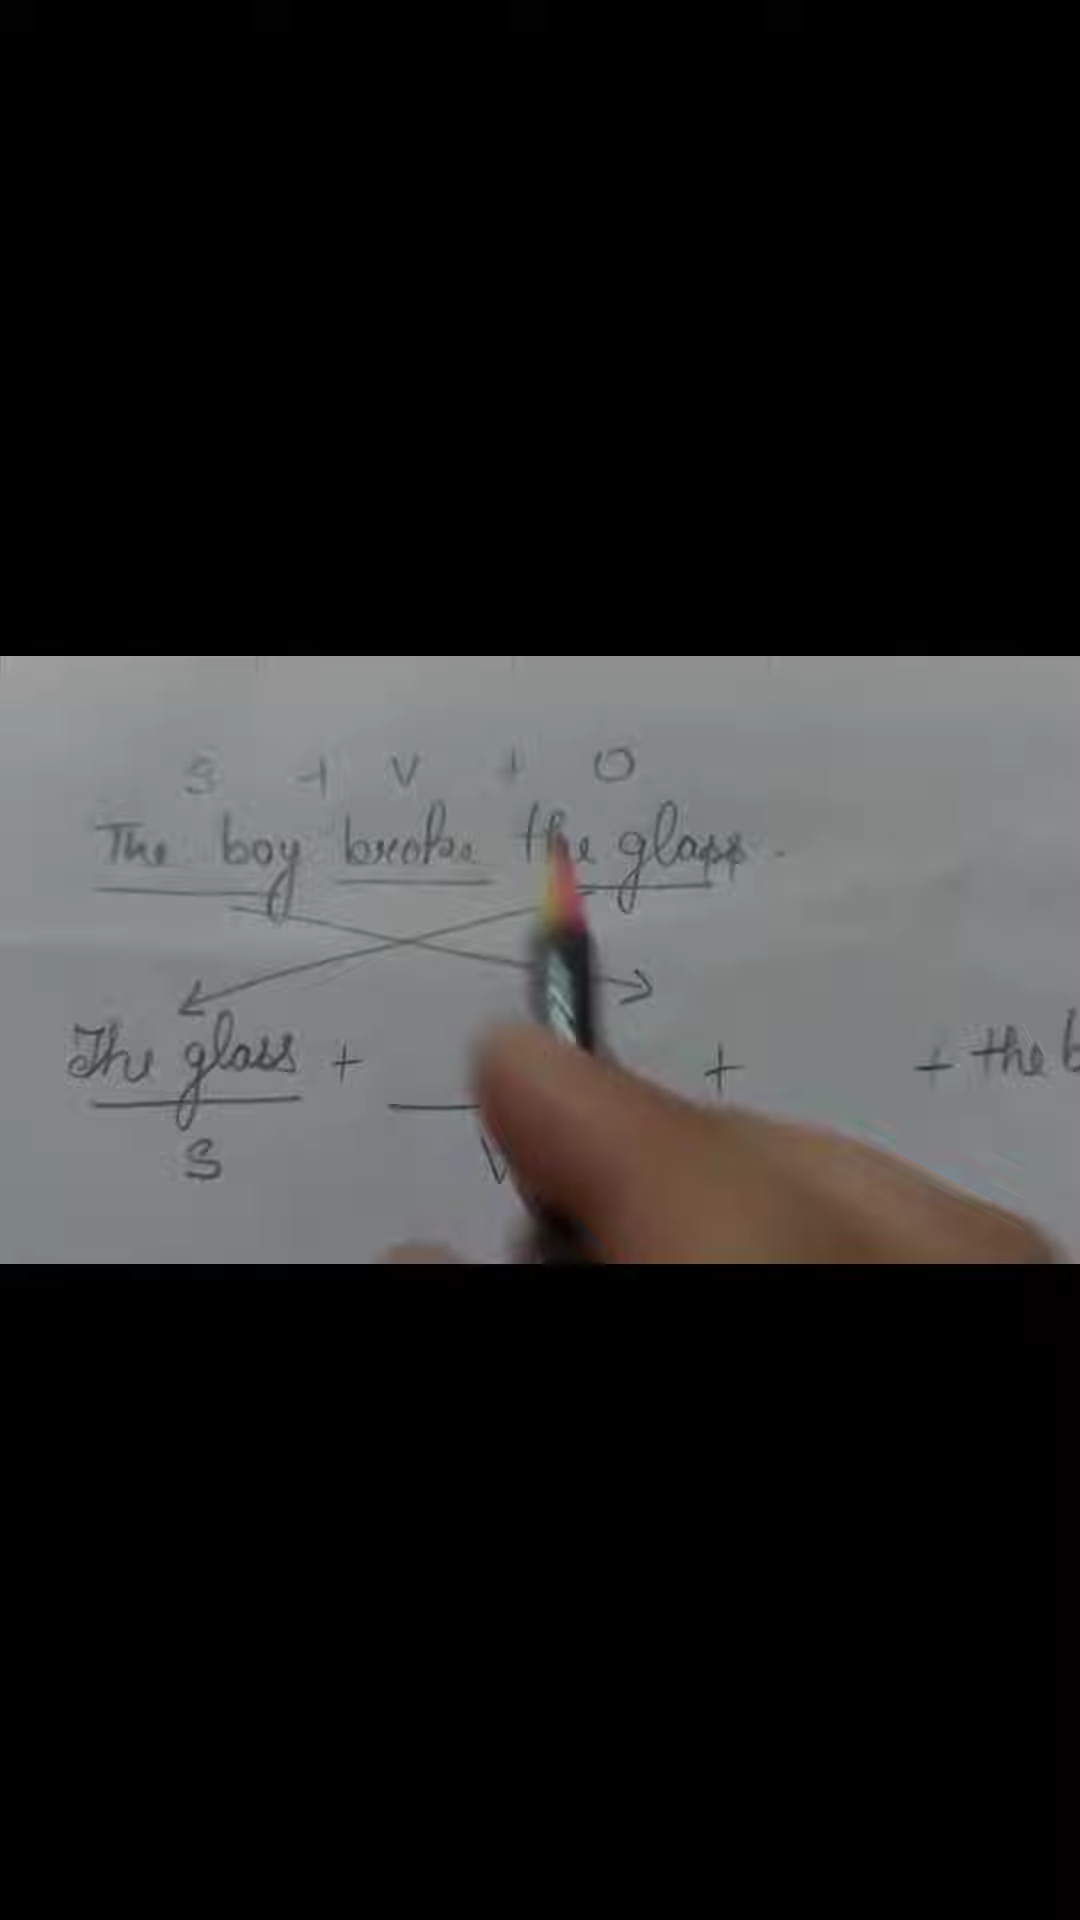 S + V + O
The boy broke the glass.
The glass + + + the b
S V